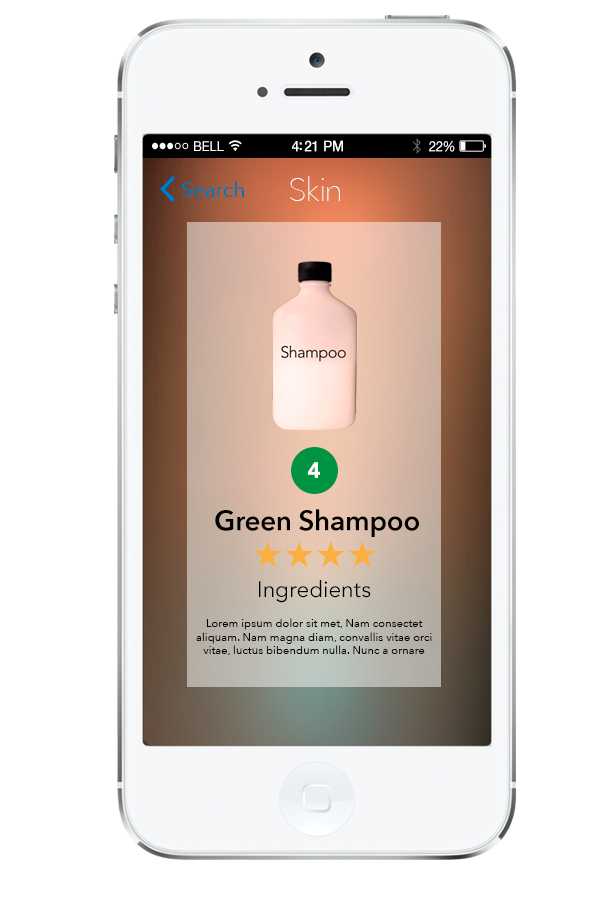 BELL 4:21 PM 22%
Search Skin
Shampoo
4
Green Shampoo
Ingredients
Lorem ipsum dolor sit met, Nam consectet
aliquam. Nam magna diam, convallis vitae orci
vitae, luctus bibendum nulla. Nunc a ornare